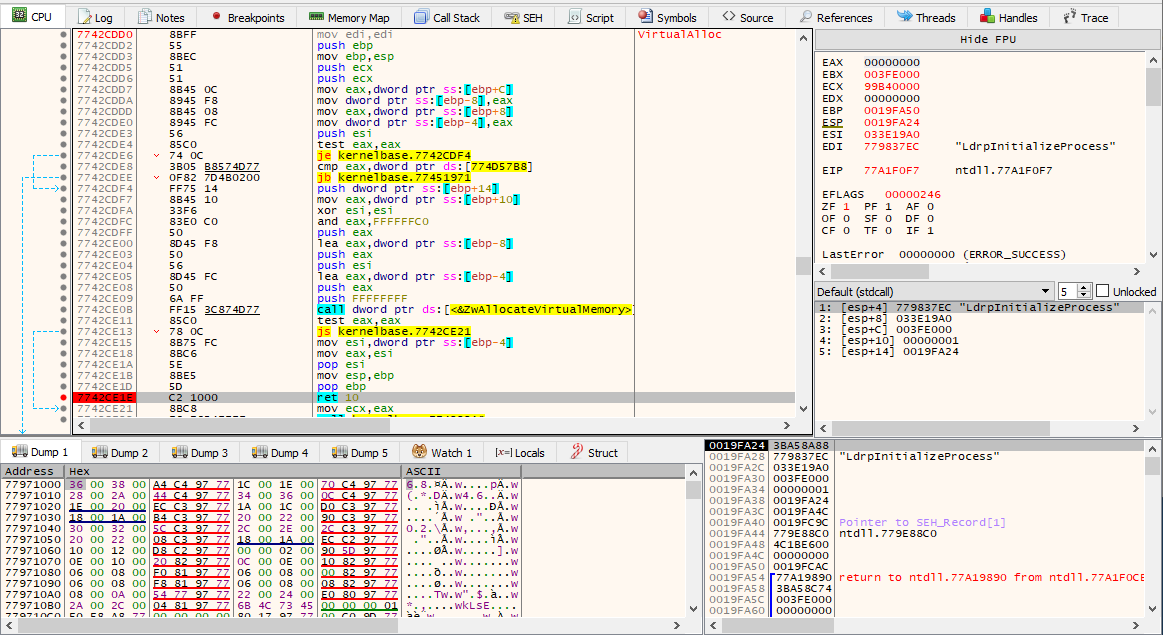 CPU Log Notes Breakpoints Memory Map Call Stack SEH Script Symbols Source References Threads Handles Trace
7742CDD0 8BFF mov edi,edi VirtualAlloc
7742CDD2 55 push ebp
7742CDD3 8BEC mov ebp,esp
7742CDD5 51 push ecx
7742CDD6 51 push ecx
7742CDD7 8B45 0C mov eax,dword ptr ss:[ebp+C]
7742CDDA 8945 F8 mov dword ptr ss:[ebp-8],eax
7742CDDD 8B45 08 mov eax,dword ptr ss:[ebp+8]
7742CDE0 8945 FC mov dword ptr ss:[ebp-4],eax
7742CDE3 56 push esi
7742CDE4 85C0 test eax,eax
7742CDE6 74 0C je kernelbase.7742CDF4
7742CDE8 3B05 B8574D77 cmp eax,dword ptr ds:[774D57B8]
7742CDEE 0F82 7D4B0200 jb kernelbase.77451971
7742CDF4 FF75 14 push dword ptr ss:[ebp+14]
7742CDF7 8B45 10 mov eax,dword ptr ss:[ebp+10]
7742CDFA 33F6 xor esi,esi
7742CDFC 83E0 C0 and eax,FFFFFFC0
7742CDFF 50 push eax
7742CE00 8D45 F8 lea eax,dword ptr ss:[ebp-8]
7742CE03 50 push eax
7742CE04 56 push esi
7742CE05 8D45 FC lea eax,dword ptr ss:[ebp-4]
7742CE08 50 push eax
7742CE09 6A FF push FFFFFFFF
7742CE0B FF15 3C874D77 call dword ptr ds:[<&ZwAllocateVirtualMemory>]
7742CE11 85C0 test eax,eax
7742CE13 78 0C js kernelbase.7742CE21
7742CE15 8B75 FC mov esi,dword ptr ss:[ebp-4]
7742CE18 8BC6 mov eax,esi
7742CE1A 5E pop esi
7742CE1B 8BE5 mov esp,ebp
7742CE1D 5D pop ebp
7742CE1E C2 1000 ret 10
7742CE21 8BC8 mov ecx,eax
Hide FPU
EAX 00000000
EBX 003FE000
ECX 99B40000
EDX 00000000
EBP 0019FA50
ESP 0019FA24
ESI 033E19A0
EDI 779837EC "LdrpInitializeProcess"
EIP 77A1F0F7 ntdll.77A1F0F7
EFLAGS 00000246
ZF 1 PF 1 AF 0
OF 0 SF 0 DF 0
CF 0 TF 0 IF 1
LastError 00000000 (ERROR_SUCCESS)
Default (stdcall) 5 Unlocked
1: [esp+4] 779837EC "LdrpInitializeProcess"
2: [esp+8] 033E19A0
3: [esp+C] 003FE000
4: [esp+10] 00000001
5: [esp+14] 0019FA24
Dump 1 Dump 2 Dump 3 Dump 4 Dump 5 Watch 1 Locals Struct
Address Hex ASCII
77971000 36 00 38 00 A4 C4 97 77 1C 00 1E 00 70 C4 97 77 6.8.¤Ä.w....pÄ.w
77971010 28 00 2A 00 44 C4 97 77 34 00 36 00 0C C4 97 77 (.*.DÄ.w4.6..Ä.w
77971020 1E 00 20 00 EC C3 97 77 1A 00 1C 00 D0 C3 97 77 .. .ìÃ.w....ÐÃ.w
77971030 18 00 1A 00 B4 C3 97 77 20 00 22 00 90 C3 97 77 ....´Ã.w ."..Ã.w
77971040 30 00 32 00 5C C3 97 77 2C 00 2E 00 2C C3 97 77 0.2.\Ã.w,...,Ã.w
77971050 20 00 22 00 08 C3 97 77 18 00 1A 00 EC C2 97 77 ."..Ã.w....ìÂ.w
77971060 10 00 12 00 D8 C2 97 77 00 00 02 00 90 5D 97 77 ....ØÂ.w.....].w
77971070 0E 00 10 00 20 82 97 77 0C 00 0E 00 10 82 97 77 .... ..w.......w
77971080 06 00 08 00 F0 81 97 77 06 00 08 00 00 82 97 77 ....ð..w.......w
77971090 06 00 08 00 F8 81 97 77 06 00 08 00 08 82 97 77 ....ø..w.......w
779710A0 08 00 0A 00 54 77 97 77 22 00 24 00 E0 80 97 77 ....Tw.w".$.à..w
779710B0 2A 00 2C 00 04 81 97 77 6B 4C 73 45 00 00 00 01 *.,....wkLsE....
0019FA24 3BA58A88
0019FA28 779837EC "LdrpInitializeProcess"
0019FA2C 033E19A0
0019FA30 003FE000
0019FA34 00000001
0019FA38 0019FA24
0019FA3C 0019FA4C
0019FA40 0019FC9C Pointer to SEH_Record[1]
0019FA44 779E88C0 ntdll.779E88C0
0019FA48 4C1BE600
0019FA4C 00000000
0019FA50 0019FCAC
0019FA54 77A19890 return to ntdll.77A19890 from ntdll.77A1F0CE
0019FA58 3BA58C74
0019FA5C 003FE000
0019FA60 00000000